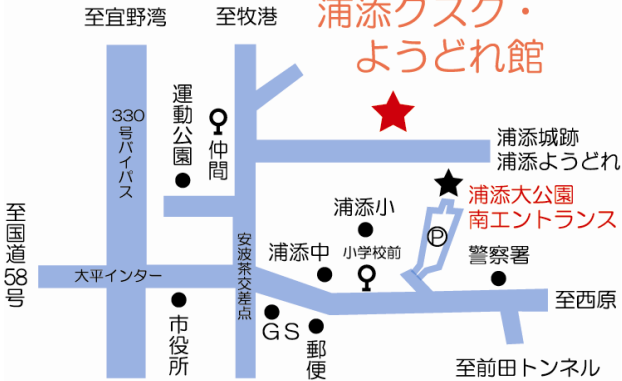 浦添グスク・
ようどれ館
至宜野湾
至牧港
330号バイパス
運動公園
仲間
浦添城跡
浦添ようどれ
浦添大公園
南エントランス
浦添小
小学校前
Ⓟ
警察署
至国道58号
大平インター
安波茶交差点
浦添中
至西原
市役所
GS
郵便
至前田トンネル